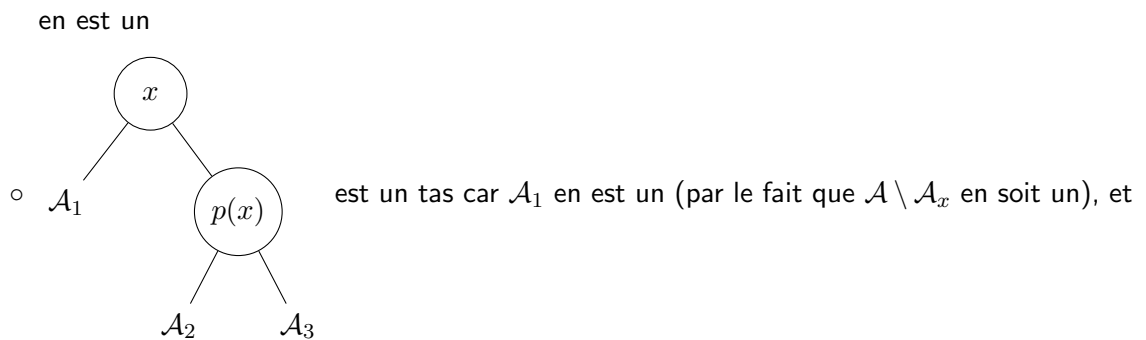 en est un
x
◦ 𝒜₁ p(x) est un tas car 𝒜₁ en est un (par le fait que 𝒜 \ 𝒜ₓ en soit un), et
𝒜₂ 𝒜₃